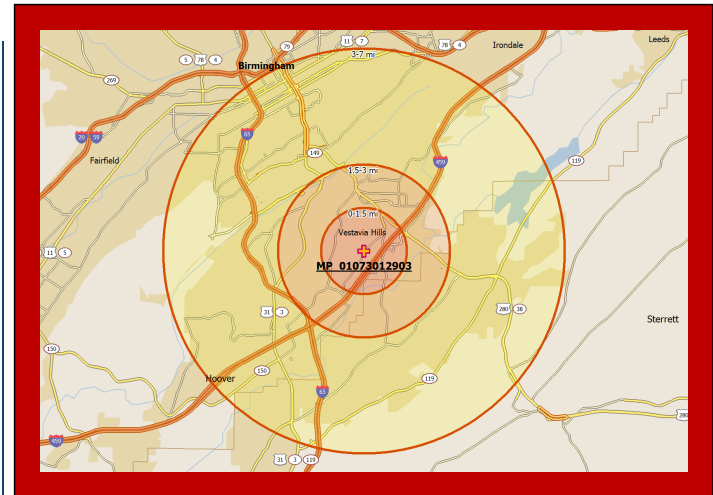 11 7
79
78 4
Irondale
Leeds
3-7 mi
5 78 4
Birmingham
269
65
20 59
149
459
119
Fairfield
1.5-3 mi
0-1.5 mi
Vestavia Hills
11 5
MP_01073012903
31 3
280 38
Sterrett
150
150
Hoover
119
65
280
459
31 3 119